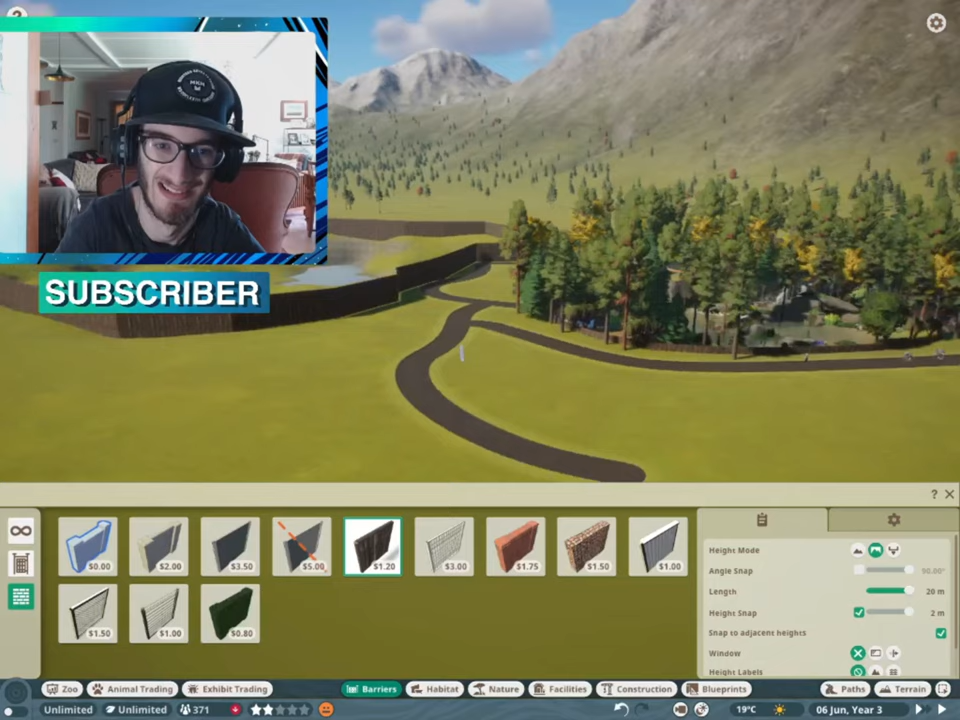 ?
SUBSCRIBER
? ×
∞
$0.00 $2.00 $3.50 $5.00 $1.20 $3.00 $1.75 $1.50 $1.00
$1.50 $1.00 $0.80
Height Mode
Angle Snap 90.00°
Length 20 m
Height Snap 2 m
Snap to adjacent heights
Window
Height Labels
Zoo Animal Trading Exhibit Trading Barriers Habitat Nature Facilities Construction Blueprints Paths Terrain
Unlimited Unlimited 371 19°C 06 Jun, Year 3